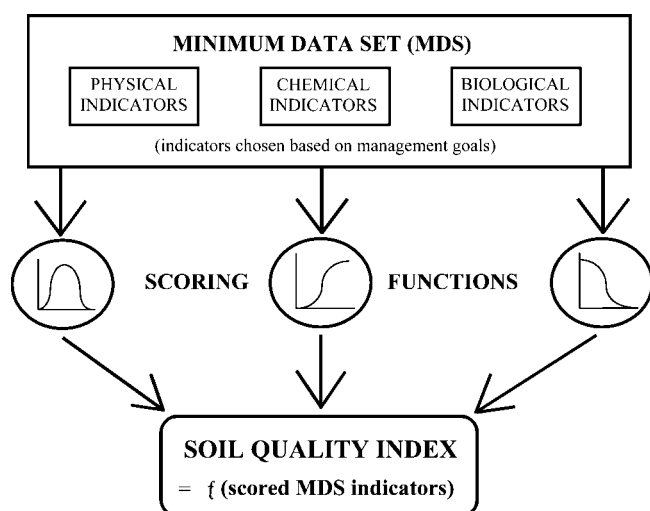 MINIMUM DATA SET (MDS)
PHYSICAL
INDICATORS
CHEMICAL
INDICATORS
BIOLOGICAL
INDICATORS
(indicators chosen based on management goals)
SCORING FUNCTIONS
SOIL QUALITY INDEX
= f (scored MDS indicators)